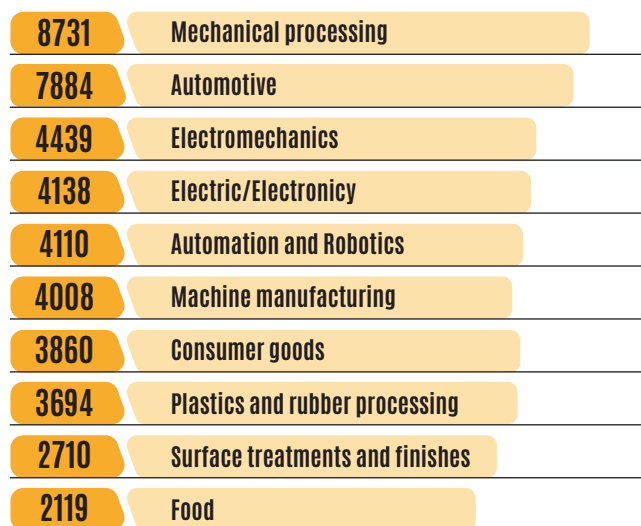 8731 Mechanical processing
7884 Automotive
4439 Electromechanics
4138 Electric/Electronicy
4110 Automation and Robotics
4008 Machine manufacturing
3860 Consumer goods
3694 Plastics and rubber processing
2710 Surface treatments and finishes
2119 Food